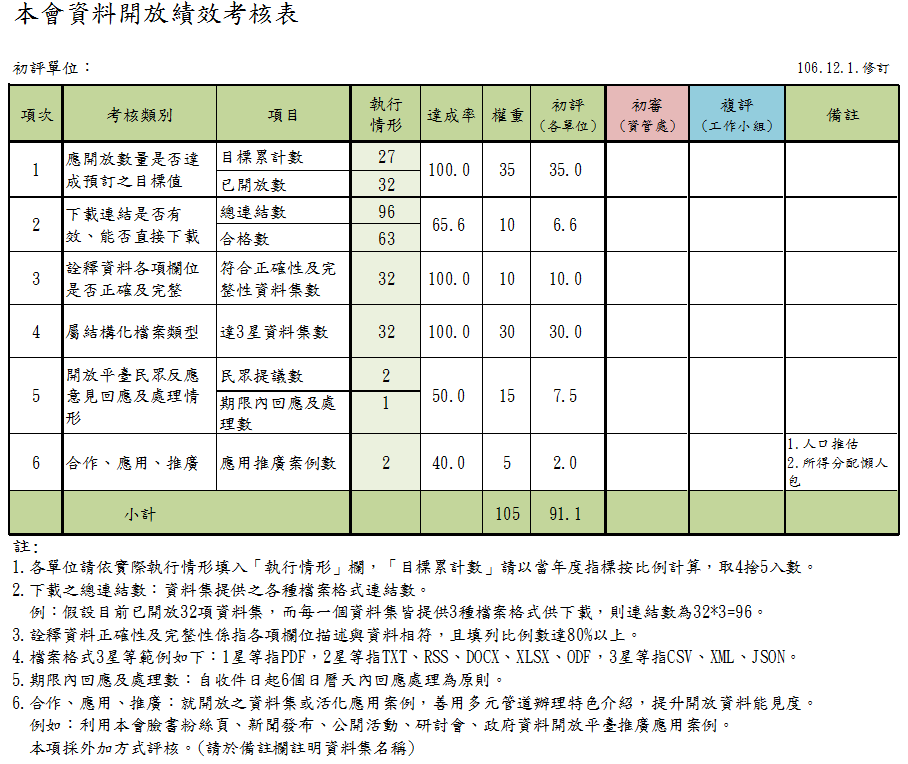 本會資料開放績效考核表
初評單位：
106.12.1.修訂
項次 考核類別 項目 執行情形 達成率 權重 初評(各單位) 初審(資管處) 複評(工作小組) 備註
1 應開放數量是否達成預訂之目標值 目標累計數 27 100.0 35 35.0
已開放數 32
2 下載連結是否有效、能否直接下載 總連結數 96 65.6 10 6.6
合格數 63
3 詮釋資料各項欄位是否正確及完整 符合正確性及完整性資料集數 32 100.0 10 10.0
4 屬結構化檔案類型 達3星資料集數 32 100.0 30 30.0
5 開放平臺民眾反應意見回應及處理情形 民眾提議數 2 50.0 15 7.5
期限內回應及處理數 1
6 合作、應用、推廣 應用推廣案例數 2 40.0 5 2.0 1.人口推估
2.所得分配懶人包
小計 105 91.1
註：
1.各單位請依實際執行情形填入「執行情形」欄，「目標累計數」請以當年度指標按比例計算，取4捨5入數。
2.下載之總連結數：資料集提供之各種檔案格式連結數。
例：假設目前已開放32項資料集，而每一個資料集皆提供3種檔案格式供下載，則連結數為32*3=96。
3.詮釋資料正確性及完整性係指各項欄位描述與資料相符，且填列比例數達80%以上。
4.檔案格式3星等範例如下：1星等指PDF，2星等指TXT、RSS、DOCX、XLSX、ODF，3星等指CSV、XML、JSON。
5.期限內回應及處理數：自收件日起6個日曆天內回應處理為原則。
6.合作、應用、推廣：就開放之資料集或活化應用案例，善用多元管道辦理特色介紹，提升開放資料能見度。
例如：利用本會臉書粉絲頁、新聞發布、公開活動、研討會、政府資料開放平臺推廣應用案例。
本項採外加方式評核。(請於備註欄註明資料集名稱)